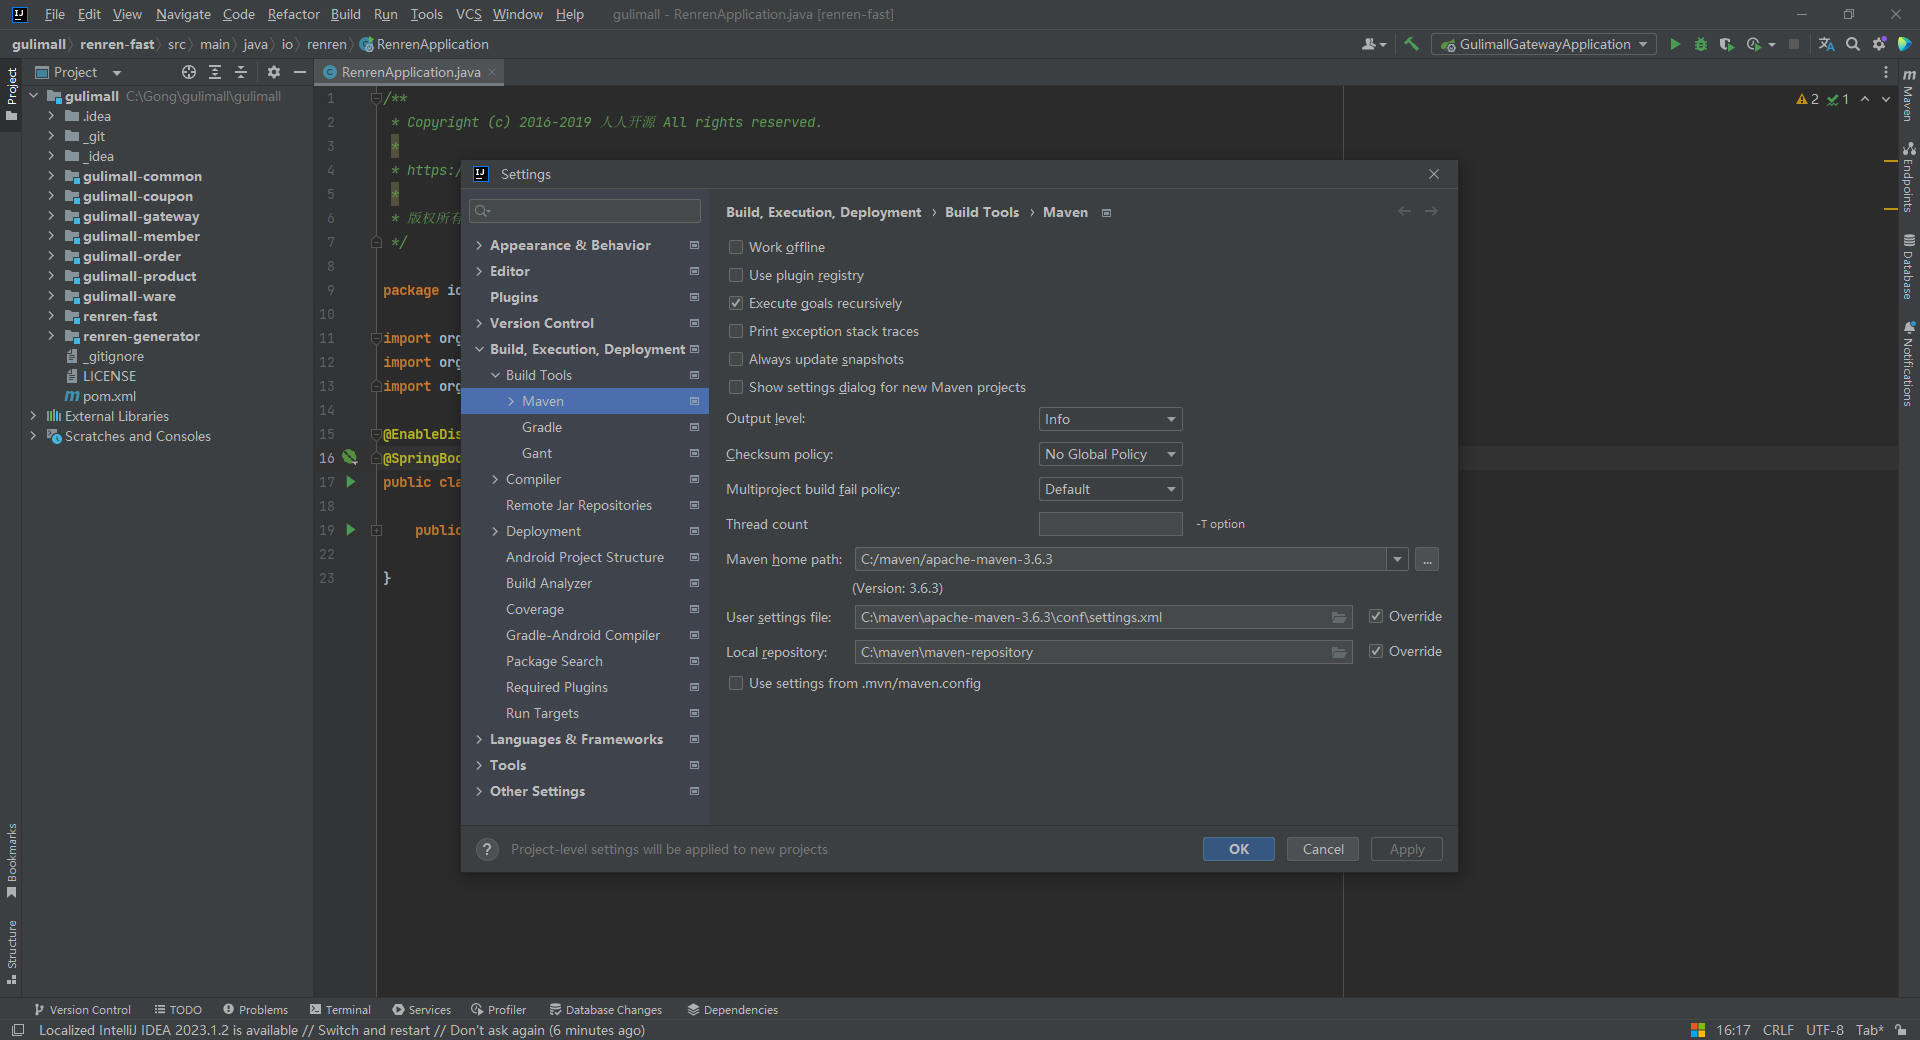 File Edit View Navigate Code Refactor Build Run Tools VCS Window Help gulimall - RenrenApplication.java [renren-fast]
gulimall renren-fast src main java io renren RenrenApplication GulimallGatewayApplication
Project
Project
RenrenApplication.java
gulimall C:\Gong\gulimall\gulimall
.idea
_git
_idea
gulimall-common
gulimall-coupon
gulimall-gateway
gulimall-member
gulimall-order
gulimall-product
gulimall-ware
renren-fast
renren-generator
_gitignore
LICENSE
pom.xml
External Libraries
Scratches and Consoles
Bookmarks
Structure
1 /**
2 * Copyright (c) 2016-2019 人人开源 All rights reserved.
3 *
4 * https:/
5 *
6 * 版权所有
7 */
8
9 package io
10
11 import org
12 import org
13 import org
14
15 @EnableDis
16 @SpringBoo
17 public cla
18
19 public
22
23 }
2 1
Maven
Endpoints
Database
Notifications
Settings
Appearance & Behavior
Editor
Plugins
Version Control
Build, Execution, Deployment
Build Tools
Maven
Gradle
Gant
Compiler
Remote Jar Repositories
Deployment
Android Project Structure
Build Analyzer
Coverage
Gradle-Android Compiler
Package Search
Required Plugins
Run Targets
Languages & Frameworks
Tools
Other Settings
Build, Execution, Deployment › Build Tools › Maven
Work offline
Use plugin registry
Execute goals recursively
Print exception stack traces
Always update snapshots
Show settings dialog for new Maven projects
Output level: Info
Checksum policy: No Global Policy
Multiproject build fail policy: Default
Thread count -T option
Maven home path: C:/maven/apache-maven-3.6.3 ...
(Version: 3.6.3)
User settings file: C:\maven\apache-maven-3.6.3\conf\settings.xml Override
Local repository: C:\maven\maven-repository Override
Use settings from .mvn/maven.config
? Project-level settings will be applied to new projects
OK Cancel Apply
Version Control TODO Problems Terminal Services Profiler Database Changes Dependencies
Localized IntelliJ IDEA 2023.1.2 is available // Switch and restart // Don't ask again (6 minutes ago) 16:17 CRLF UTF-8 Tab*